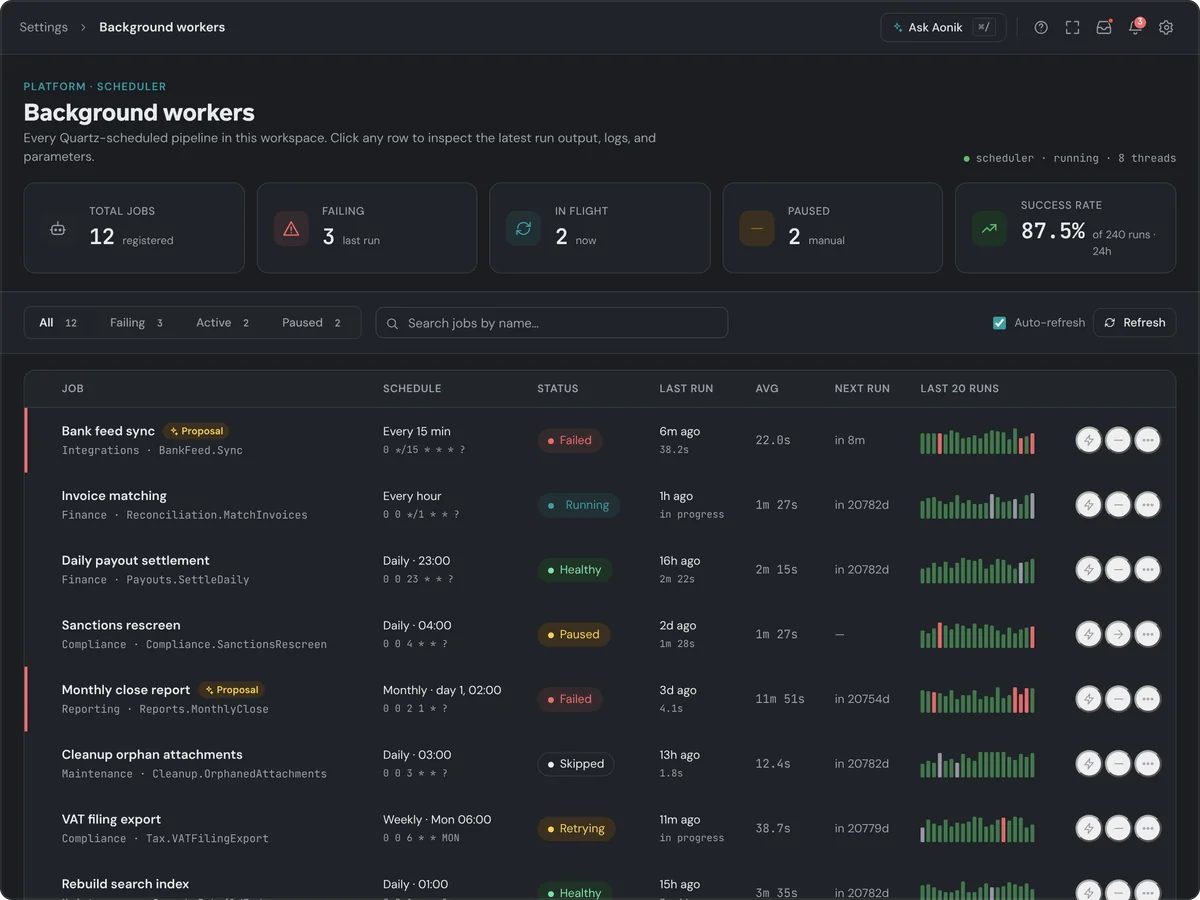 Settings > Background workers
Ask Aonik ⌘/
3
PLATFORM · SCHEDULER
Background workers
Every Quartz-scheduled pipeline in this workspace. Click any row to inspect the latest run output, logs, and
parameters.
scheduler · running · 8 threads
TOTAL JOBS
12 registered
FAILING
3 last run
IN FLIGHT
2 now
PAUSED
2 manual
SUCCESS RATE
87.5% of 240 runs ·
24h
All 12 Failing 3 Active 2 Paused 2
Search jobs by name...
Auto-refresh Refresh
JOB SCHEDULE STATUS LAST RUN AVG NEXT RUN LAST 20 RUNS
Bank feed sync Proposal Every 15 min Failed 6m ago 22.0s in 8m
Integrations · BankFeed.Sync 0 */15 * * * ? 38.2s
Invoice matching Every hour Running 1h ago 1m 27s in 20782d
Finance · Reconciliation.MatchInvoices 0 0 */1 * * ? in progress
Daily payout settlement Daily · 23:00 Healthy 16h ago 2m 15s in 20782d
Finance · Payouts.SettleDaily 0 0 23 * * ? 2m 22s
Sanctions rescreen Daily · 04:00 Paused 2d ago 1m 27s —
Compliance · Compliance.SanctionsRescreen 0 0 4 * * ? 1m 28s
Monthly close report Proposal Monthly · day 1, 02:00 Failed 3d ago 11m 51s in 20754d
Reporting · Reports.MonthlyClose 0 0 2 1 * ? 4.1s
Cleanup orphan attachments Daily · 03:00 Skipped 13h ago 12.4s in 20782d
Maintenance · Cleanup.OrphanedAttachments 0 0 3 * * ? 1.8s
VAT filing export Weekly · Mon 06:00 Retrying 11m ago 38.7s in 20779d
Compliance · Tax.VATFilingExport 0 0 6 * * MON in progress
Rebuild search index Daily · 01:00 Healthy 15h ago 3m 35s in 20782d